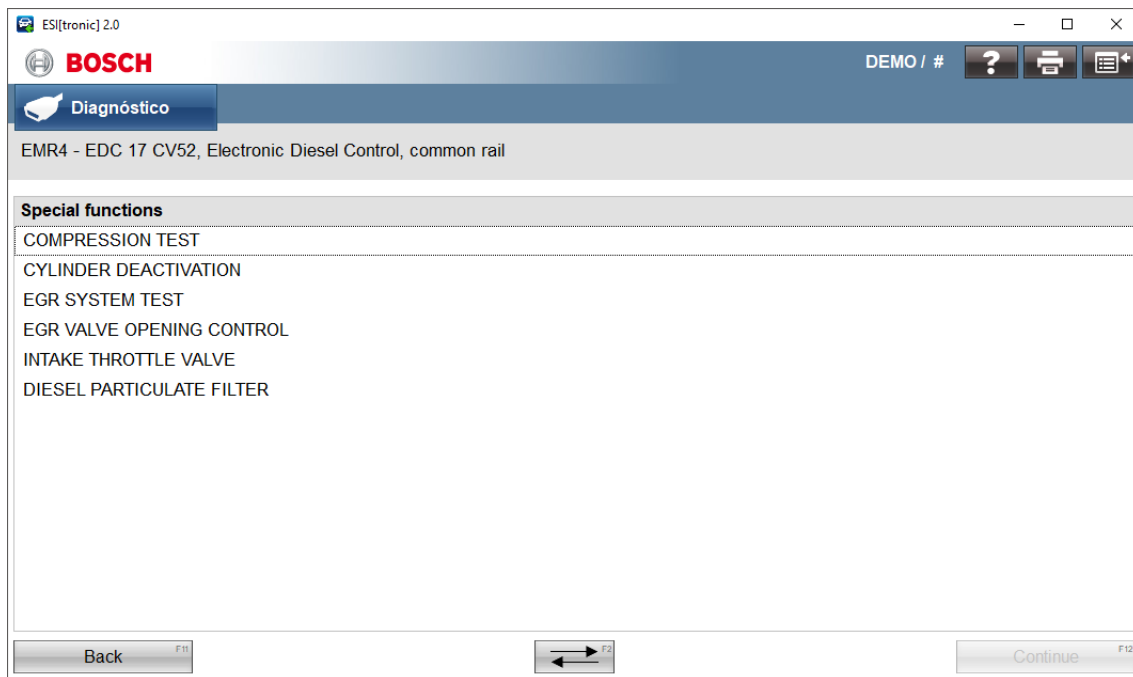 ESI[tronic] 2.0
BOSCH
DEMO / #
?
Diagnóstico
EMR4 - EDC 17 CV52, Electronic Diesel Control, common rail
Special functions
COMPRESSION TEST
CYLINDER DEACTIVATION
EGR SYSTEM TEST
EGR VALVE OPENING CONTROL
INTAKE THROTTLE VALVE
DIESEL PARTICULATE FILTER
Back F11
F2
Continue F12